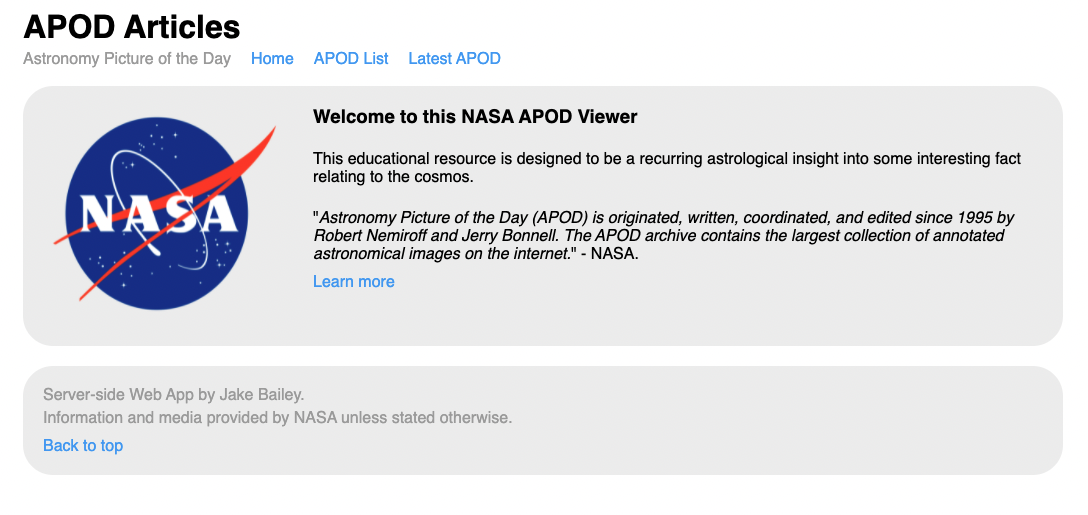 APOD Articles
Astronomy Picture of the Day Home APOD List Latest APOD
NASA
Welcome to this NASA APOD Viewer
This educational resource is designed to be a recurring astrological insight into some interesting fact
relating to the cosmos.
"Astronomy Picture of the Day (APOD) is originated, written, coordinated, and edited since 1995 by
Robert Nemiroff and Jerry Bonnell. The APOD archive contains the largest collection of annotated
astronomical images on the internet." - NASA.
Learn more
Server-side Web App by Jake Bailey.
Information and media provided by NASA unless stated otherwise.
Back to top